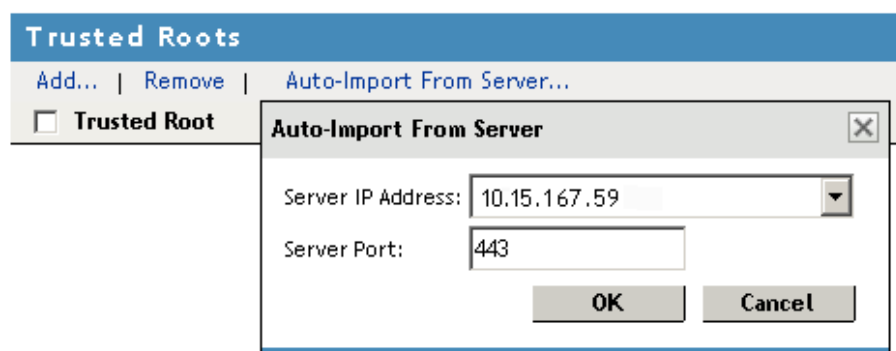 Trusted Roots
Add... | Remove | Auto-Import From Server...
Trusted Root
Auto-Import From Server
Server IP Address: 10.15.167.59
Server Port: 443
OK Cancel